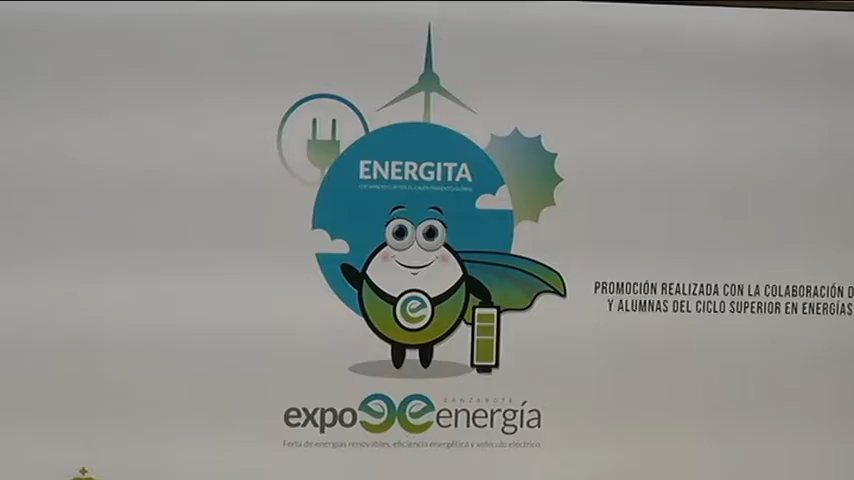 ENERGITA
PROMOCIÓN REALIZADA CON LA COLABORACIÓN D
Y ALUMNAS DEL CICLO SUPERIOR EN ENERGÍAS
e
LANZAROTE
expo energía
Feria de energías renovables, eficiencia energética y vehículo eléctrico